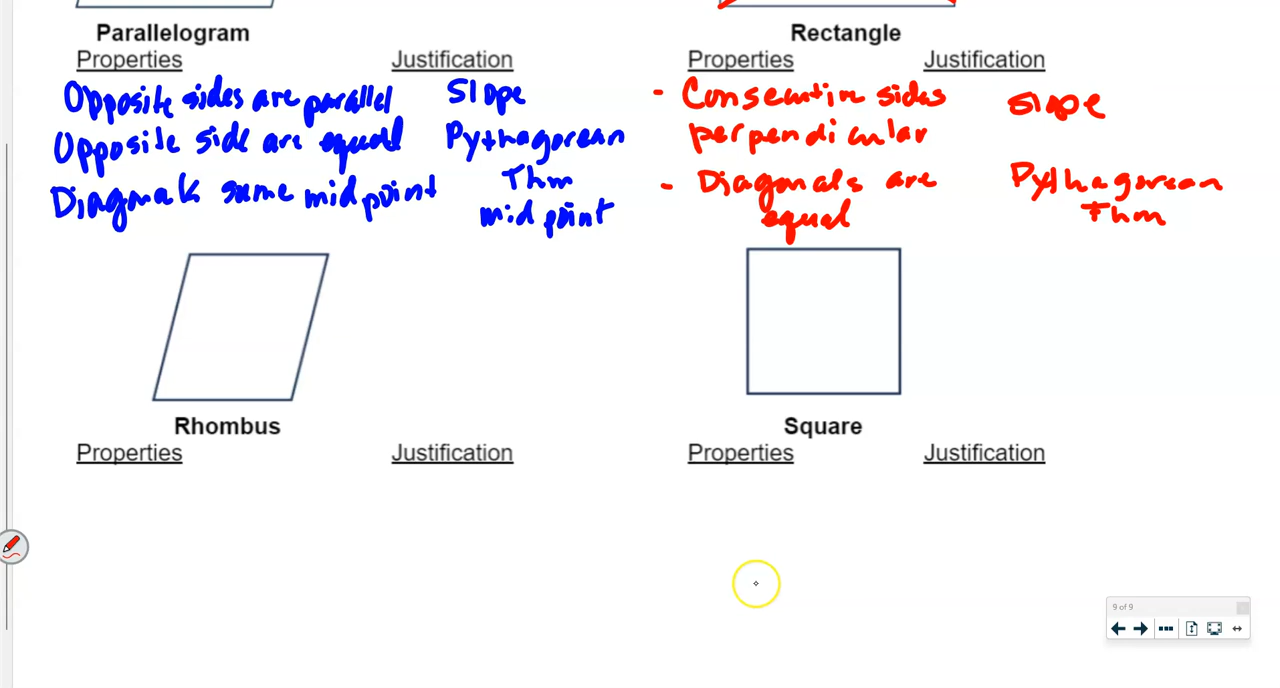 Parallelogram
Properties Justification
Opposite sides are parallel Slope
Opposite side are equal Pythagorean
Thm
Diagonals same midpoint midpoint
Rectangle
Properties Justification
- Consecutive sides slope
perpendicular
- Diagonals are Pythagorean
equal Thm
Rhombus
Properties Justification
Square
Properties Justification
9 of 9